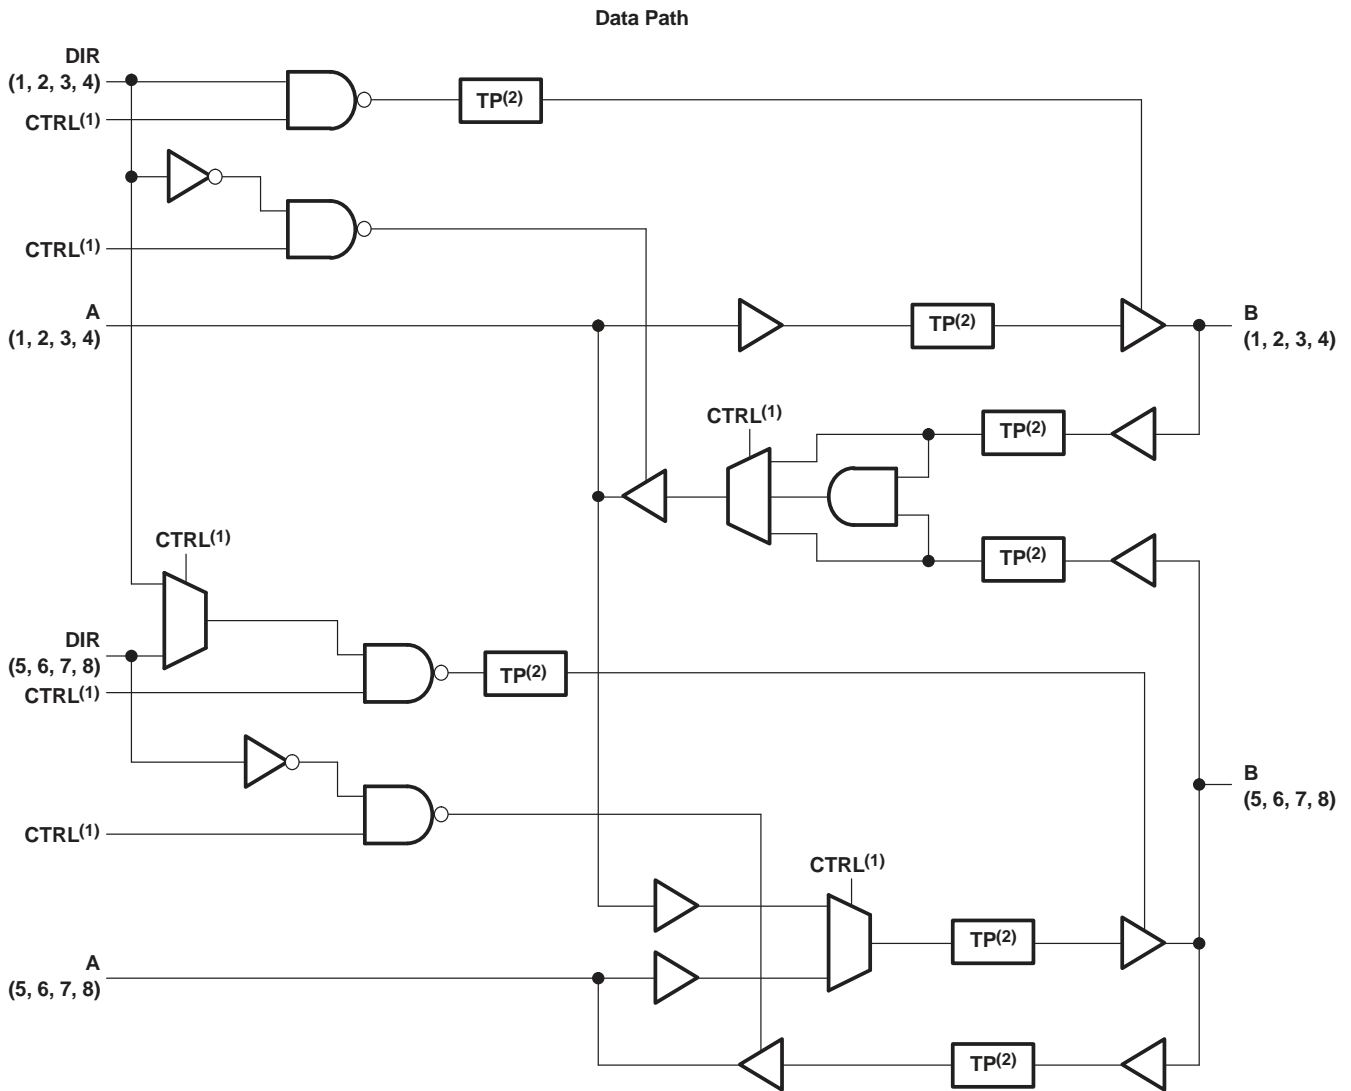 Data Path
DIR
(1, 2, 3, 4)
CTRL(1)
TP(2)
CTRL(1)
A
(1, 2, 3, 4)
TP(2)
B
(1, 2, 3, 4)
CTRL(1)
TP(2)
TP(2)
CTRL(1)
DIR
(5, 6, 7, 8)
CTRL(1)
TP(2)
CTRL(1)
B
(5, 6, 7, 8)
CTRL(1)
TP(2)
A
(5, 6, 7, 8)
TP(2)